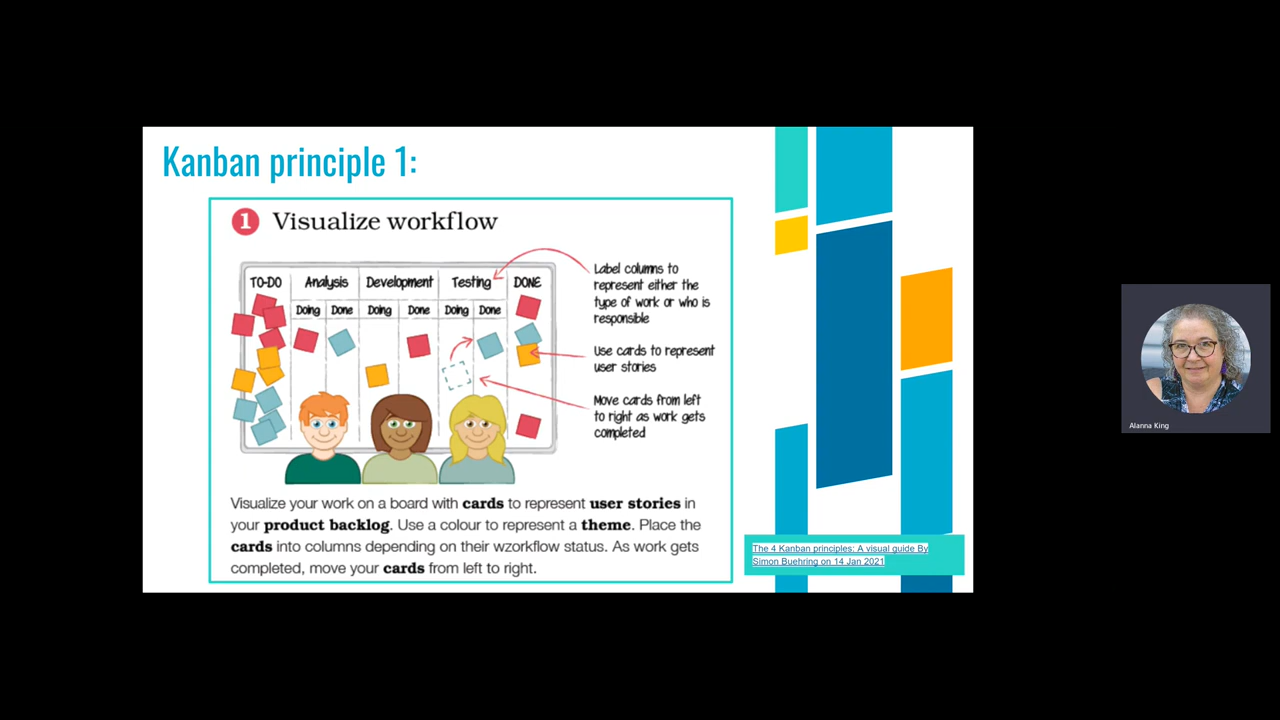 Kanban principle 1:
1 Visualize workflow
TO-DO Analysis Development Testing DONE
Doing Done Doing Done Doing Done
Label columns to
represent either the
type of work or who is
responsible
Use cards to represent
user stories
Move cards from left
to right as work gets
completed
Visualize your work on a board with cards to represent user stories in
your product backlog. Use a colour to represent a theme. Place the
cards into columns depending on their wzorkflow status. As work gets
completed, move your cards from left to right.
The 4 Kanban principles: A visual guide By
Simon Buehring on 14 Jan 2021
Alanna King